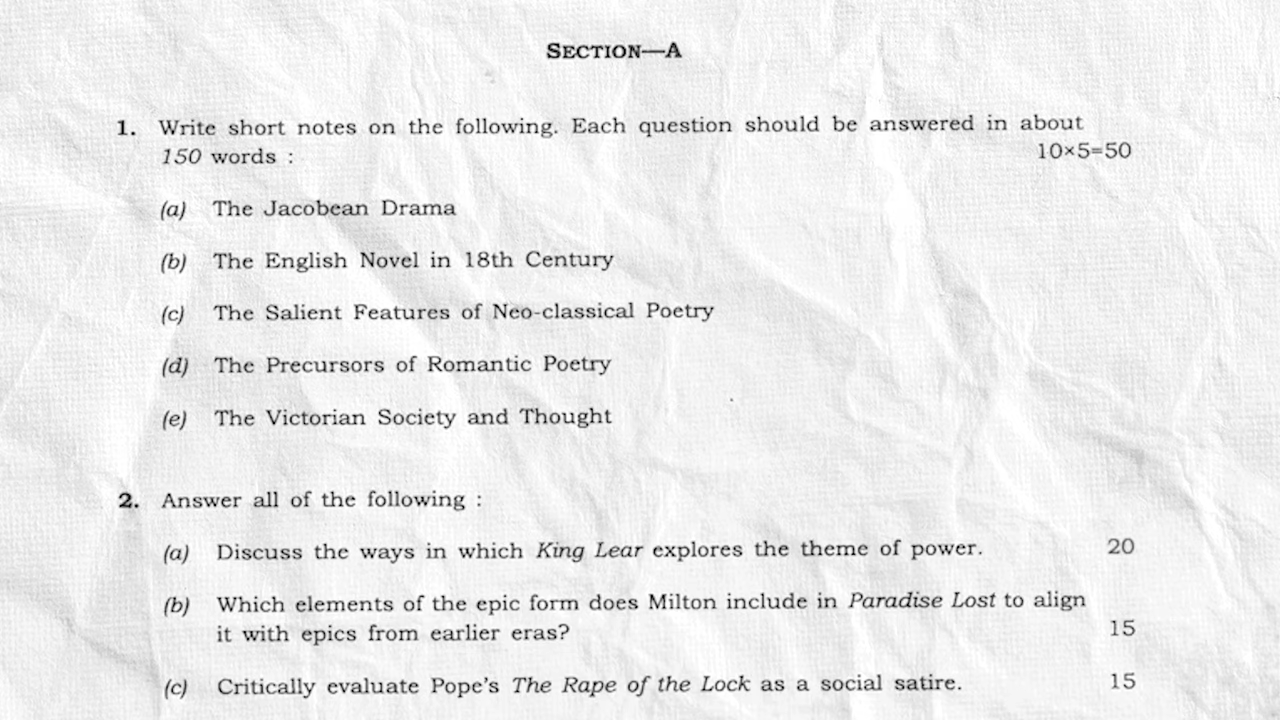 SECTION—A
1. Write short notes on the following. Each question should be answered in about
150 words : 10×5=50
(a) The Jacobean Drama
(b) The English Novel in 18th Century
(c) The Salient Features of Neo-classical Poetry
(d) The Precursors of Romantic Poetry
(e) The Victorian Society and Thought
2. Answer all of the following :
(a) Discuss the ways in which King Lear explores the theme of power. 20
(b) Which elements of the epic form does Milton include in Paradise Lost to align
it with epics from earlier eras? 15
(c) Critically evaluate Pope's The Rape of the Lock as a social satire. 15